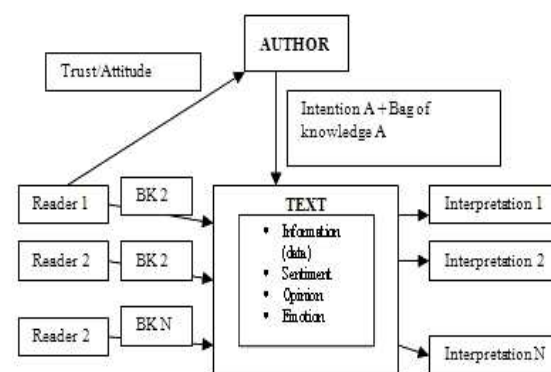 AUTHOR
Trust/Attitude
Intention A + Bag of
knowledge A
Reader 1
BK 2
TEXT
Interpretation 1
• Information
(data)
• Sentiment
• Opinion
• Emotion
Reader 2
BK 2
Interpretation 2
Reader 2
BK N
Interpretation N